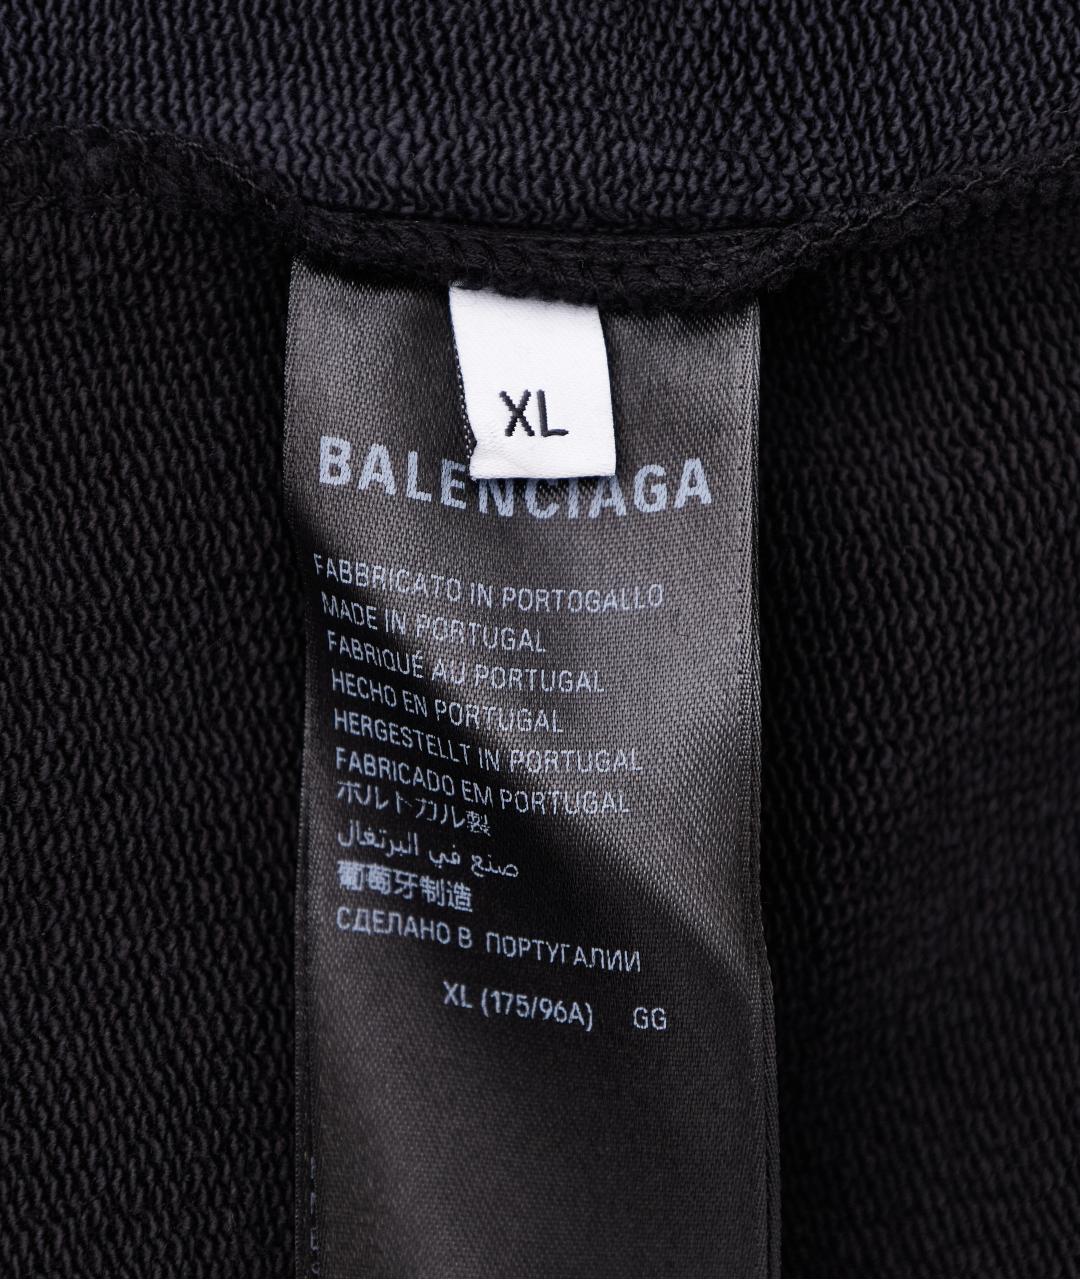 XL
BALENCIAGA
FABBRICATO IN PORTOGALLO
MADE IN PORTUGAL
FABRIQUÉ AU PORTUGAL
HECHO EN PORTUGAL
HERGESTELLT IN PORTUGAL
FABRICADO EM PORTUGAL
ポルトガル製
صنع في البرتغال
葡萄牙制造
СДЕЛАНО В ПОРТУГАЛИИ
XL (175/96A) GG